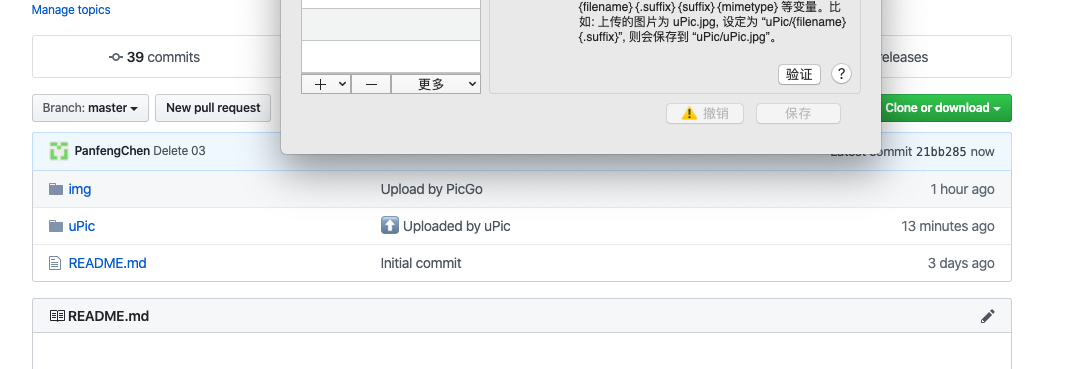 Manage topics
{filename} {.suffix} {suffix} {mimetype} 等变量。比
如: 上传的图片为 uPic.jpg, 设定为 “uPic/{filename}
{.suffix}”, 则会保存到 “uPic/uPic.jpg”。
39 commits
eleases
验证 ?
更多
Branch: master New pull request
撤销 保存
Clone or download
PanfengChen Delete 03 Latest commit 21bb285 now
img Upload by PicGo 1 hour ago
uPic Uploaded by uPic 13 minutes ago
README.md Initial commit 3 days ago
README.md